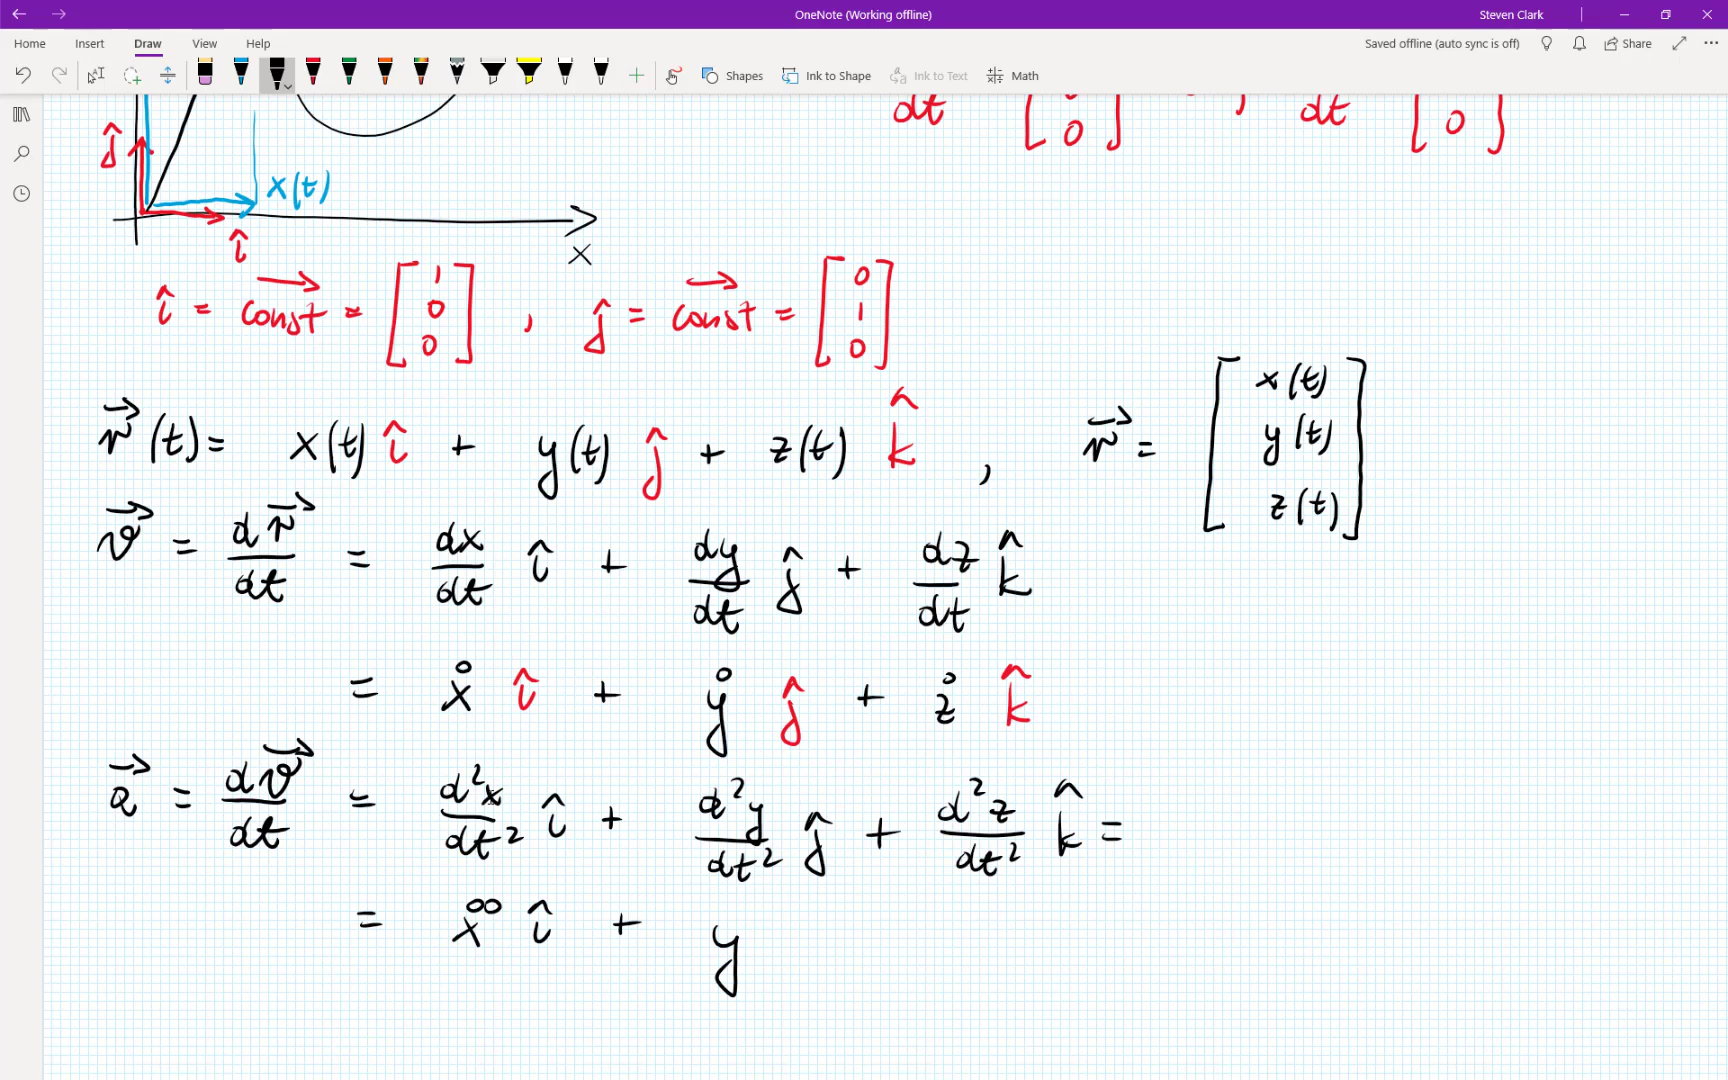 OneNote (Working offline)
Steven Clark
Home Insert Draw View Help
Saved offline (auto sync is off)
Share
Shapes Ink to Shape Ink to Text Math
dt [ 0 ] , dt [ 0 ]
ĵ
x(t)
î
x
î = const⃗ = [1 0 0] , ĵ = const⃗ = [0 1 0]
r⃗(t) = x(t) î + y(t) ĵ + z(t) k̂ , r⃗ = [x(t) y(t) z(t)]
v⃗ = dr⃗/dt = dx/dt î + dy/dt ĵ + dz/dt k̂
= ẋ î + ẏ ĵ + ż k̂
a⃗ = dv⃗/dt = d²x/dt² î + d²y/dt² ĵ + d²z/dt² k̂ =
= ẍ î + y